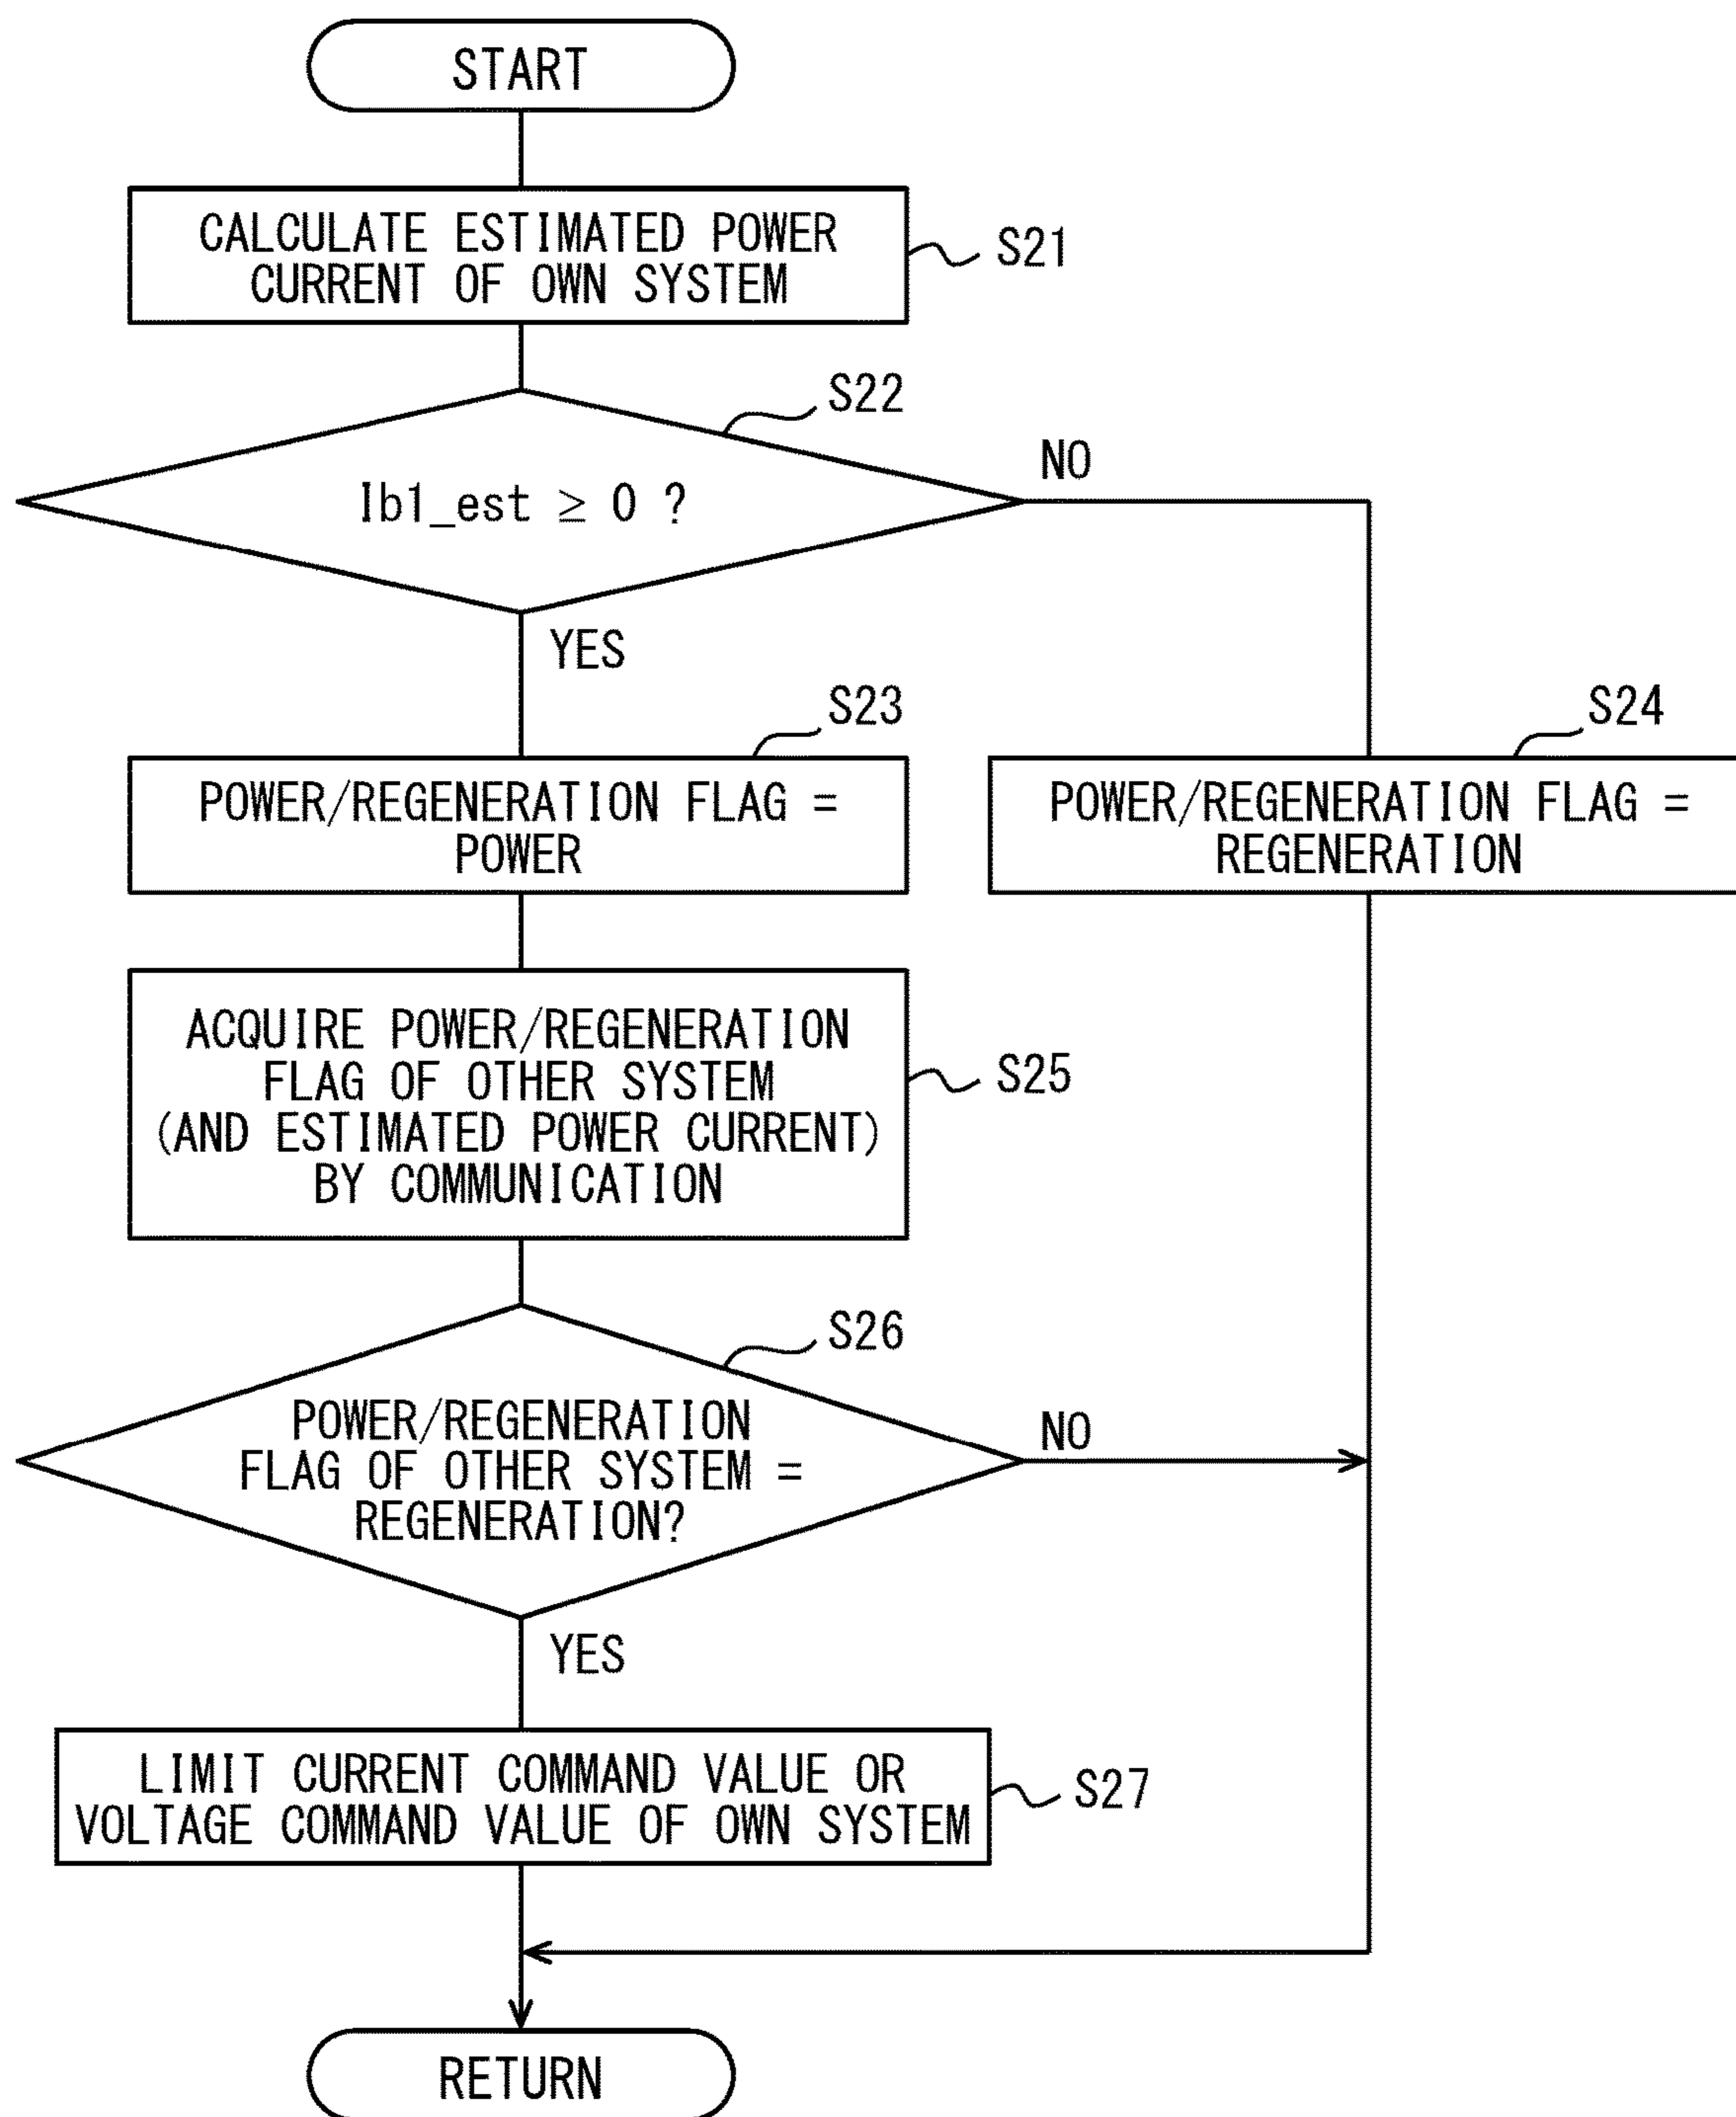 START
CALCULATE ESTIMATED POWER
CURRENT OF OWN SYSTEM
S21
S22
Ib1_est ≥ 0 ?
NO
YES
S23
POWER/REGENERATION FLAG =
POWER
S24
POWER/REGENERATION FLAG =
REGENERATION
ACQUIRE POWER/REGENERATION
FLAG OF OTHER SYSTEM
(AND ESTIMATED POWER CURRENT)
BY COMMUNICATION
S25
S26
POWER/REGENERATION
FLAG OF OTHER SYSTEM =
REGENERATION?
NO
YES
LIMIT CURRENT COMMAND VALUE OR
VOLTAGE COMMAND VALUE OF OWN SYSTEM
S27
RETURN